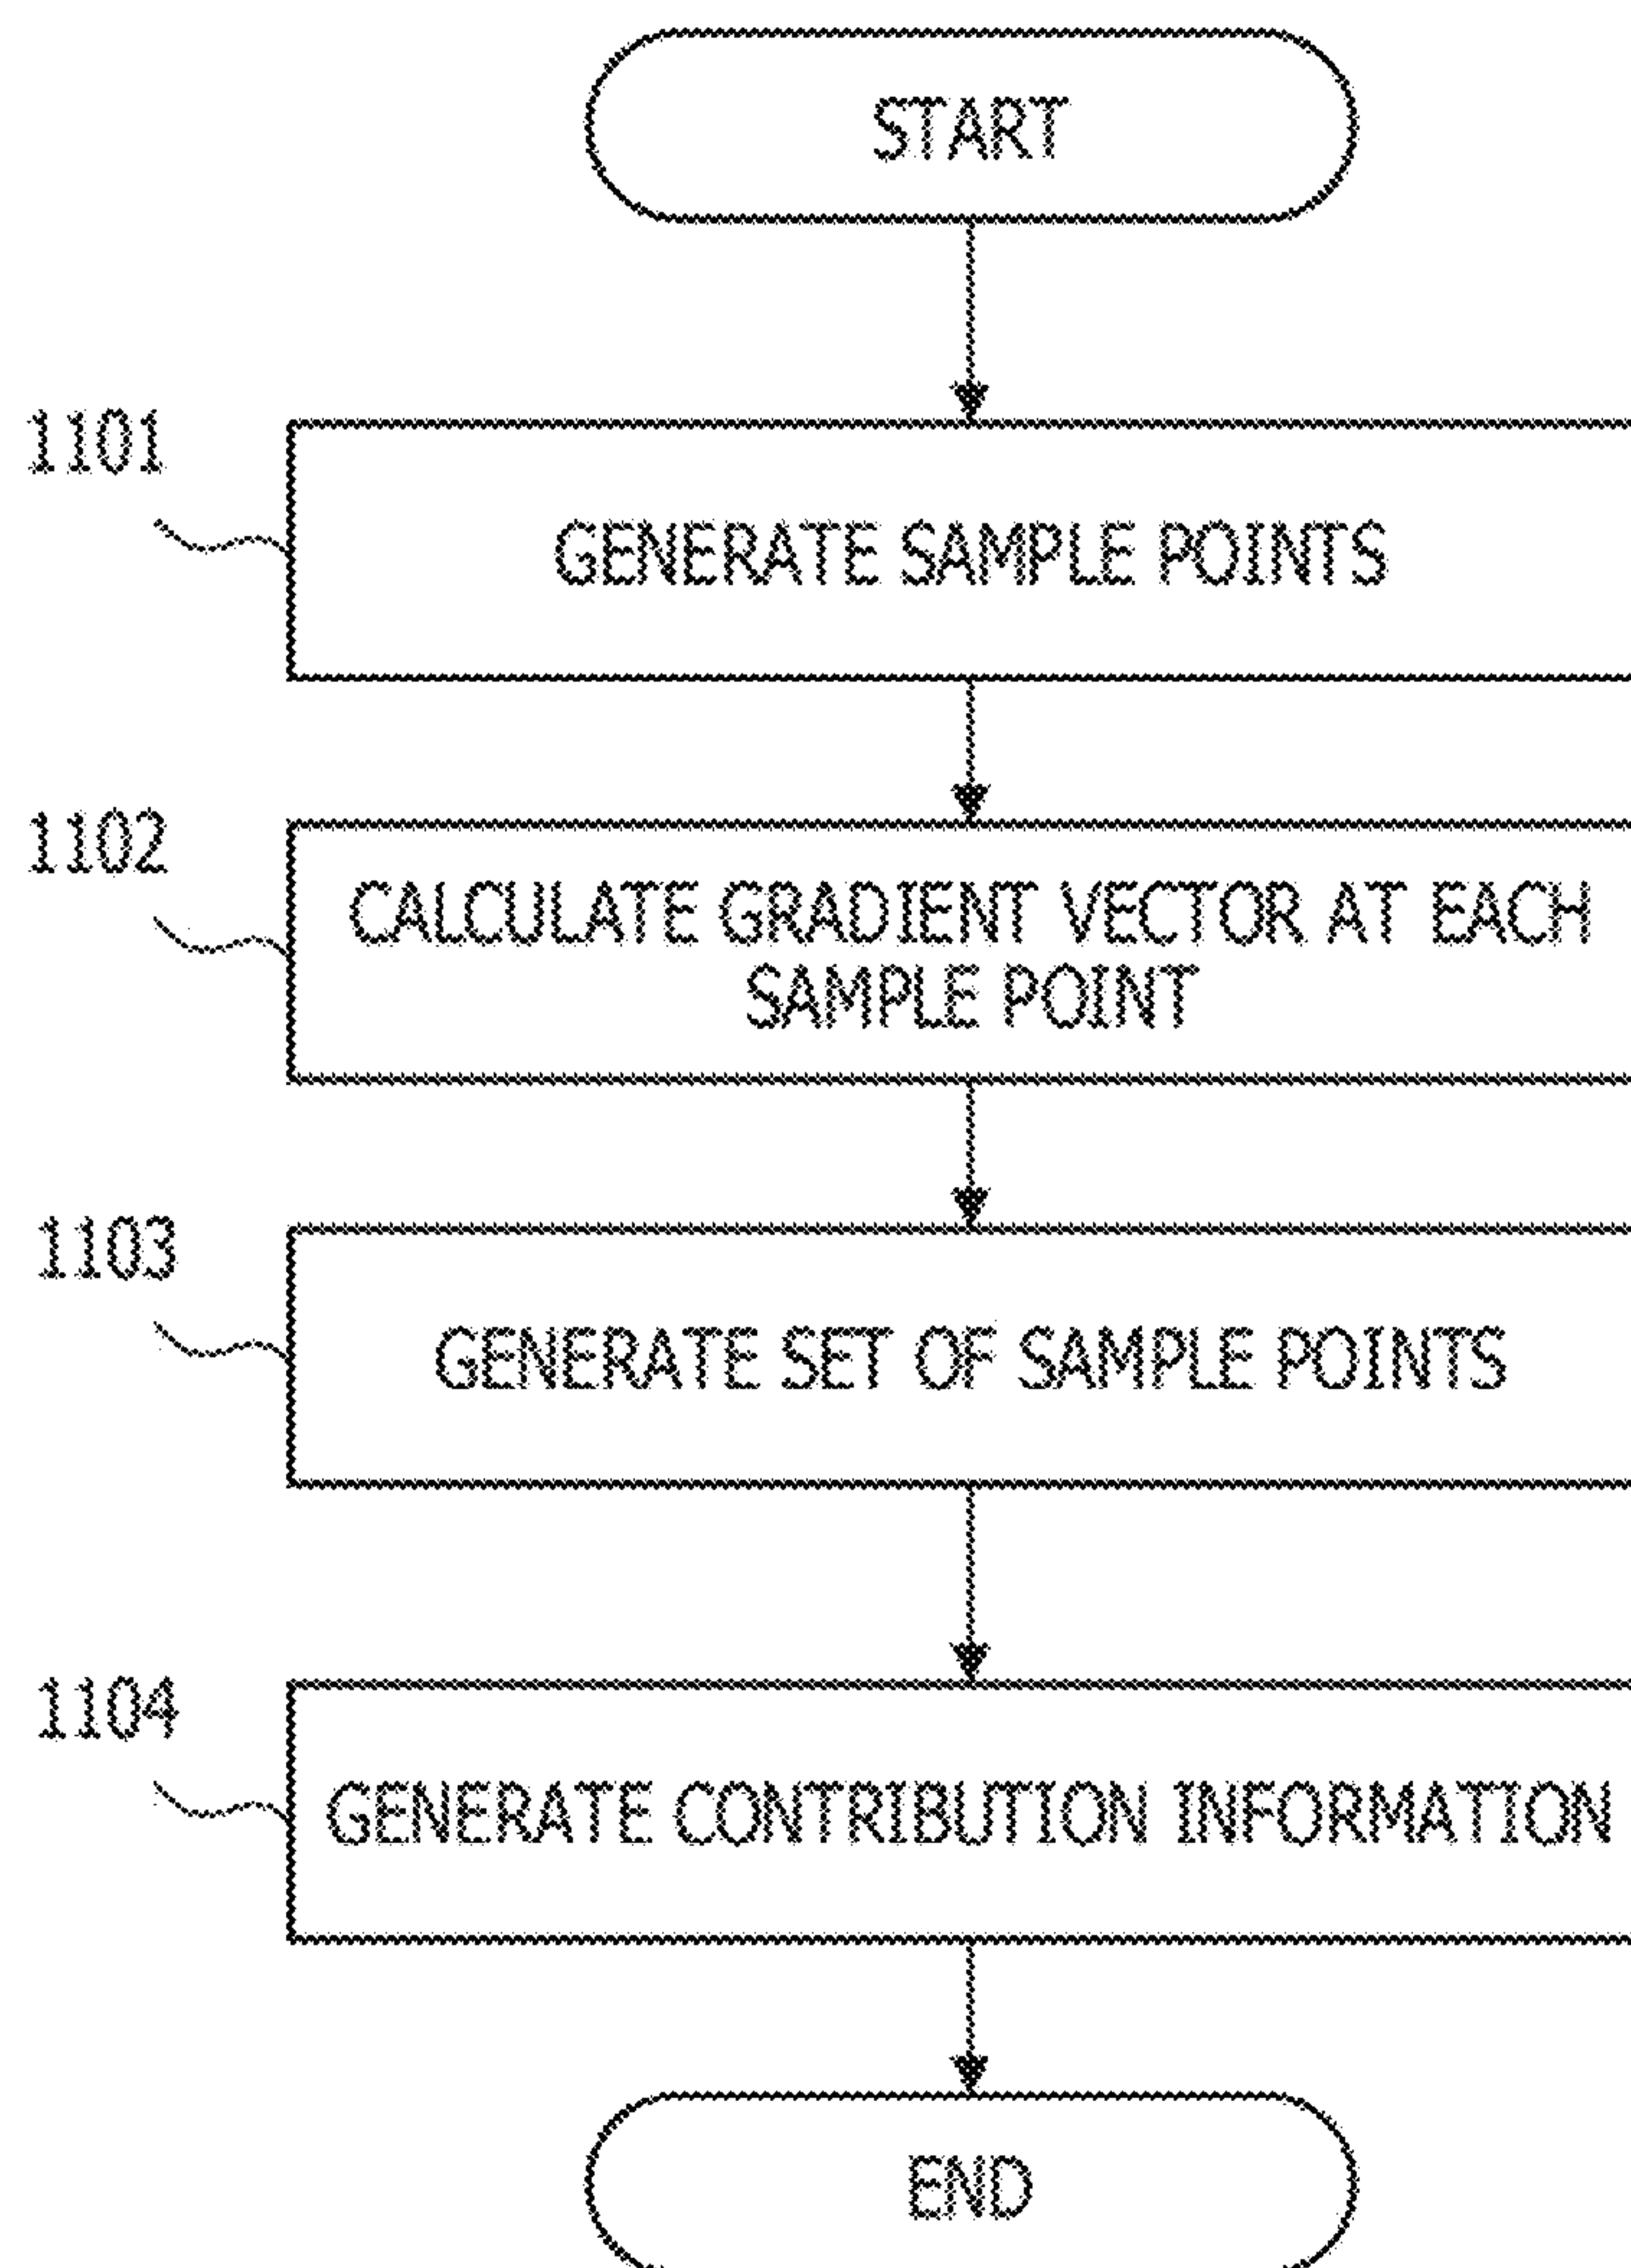 START
1101
GENERATE SAMPLE POINTS
1102
CALCULATE GRADIENT VECTOR AT EACH
SAMPLE POINT
1103
GENERATE SET OF SAMPLE POINTS
1104
GENERATE CONTRIBUTION INFORMATION
END